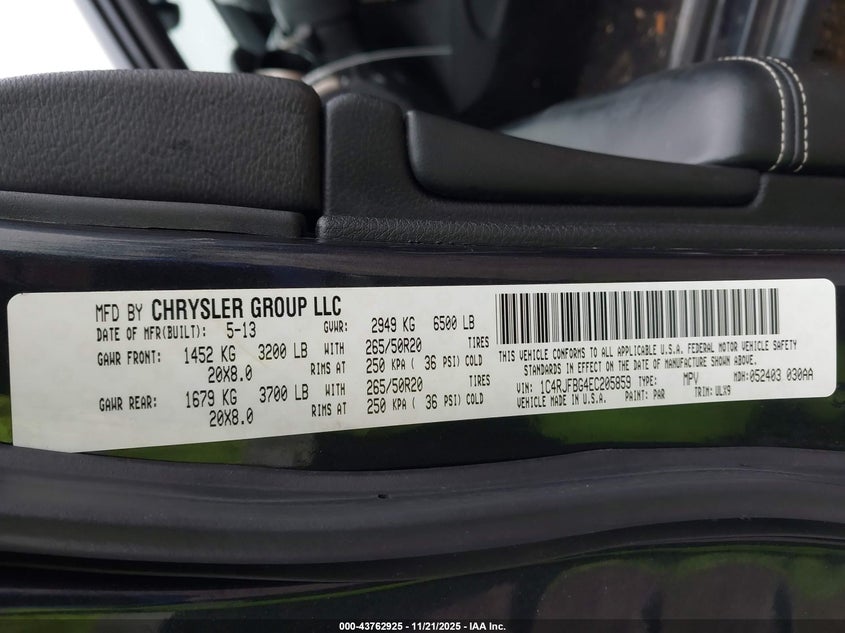 MFD BY CHRYSLER GROUP LLC
DATE OF MFR(BUILT): 5-13 GVWR: 2949 KG 6500 LB
GAWR FRONT: 1452 KG 3200 LB WITH 265/50R20 TIRES
20X8.0 RIMS AT 250 KPA ( 36 PSI) COLD
GAWR REAR: 1679 KG 3700 LB WITH 265/50R20 TIRES
20X8.0 RIMS AT 250 KPA ( 36 PSI) COLD
THIS VEHICLE CONFORMS TO ALL APPLICABLE U.S.A. FEDERAL MOTOR VEHICLE SAFETY
BUMPER, AND THEFT PREVENTION STANDARDS IN EFFECT ON THE DATE OF MANUFACTURE SHOWN ABOVE.
VIN: 1C4RJFBG4EC205859 TYPE: MPV MDH: 052403 030AA
MADE IN U.S.A. PAINT: PAR TRIM: ULX9
000-43762925 - 11/21/2025 - IAA Inc.